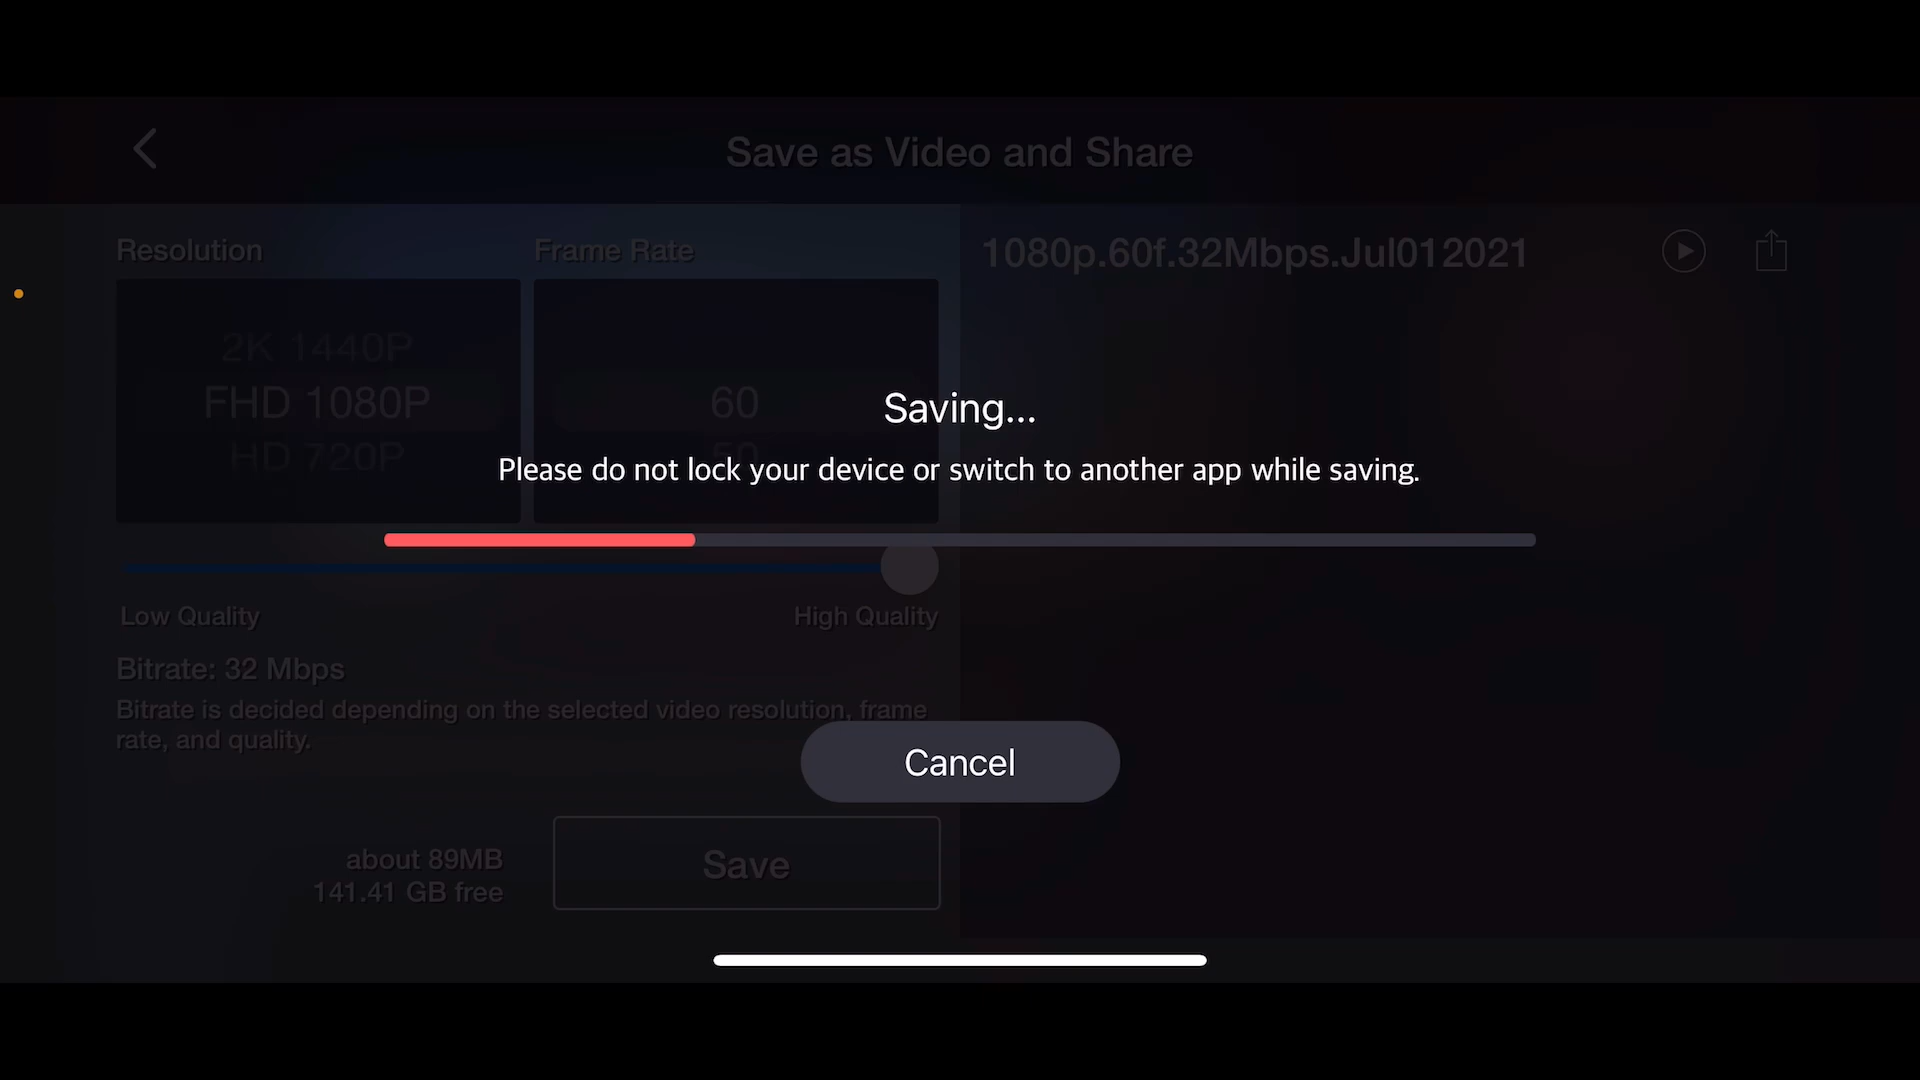 Save as Video and Share
Resolution
Frame Rate
1080p.60f.32Mbps.Jul012021
2K 1440P
FHD 1080P
HD 720P
60
50
Saving...
Please do not lock your device or switch to another app while saving.
Low Quality
High Quality
Bitrate: 32 Mbps
Bitrate is decided depending on the selected video resolution, frame
rate, and quality.
Cancel
about 89MB
141.41 GB free
Save